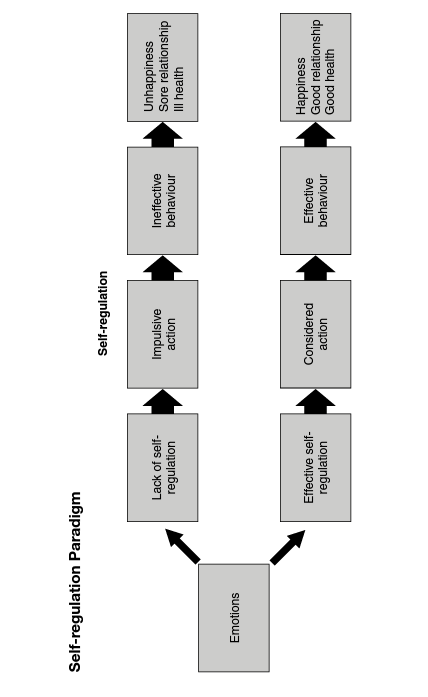 Self-regulation Paradigm
Self-regulation
Emotions
Lack of self-
regulation
Impulsive
action
Ineffective
behaviour
Unhappiness
Sore relationship
Ill health
Effective self-
regulation
Considered
action
Effective
behaviour
Happiness
Good relationship
Good health